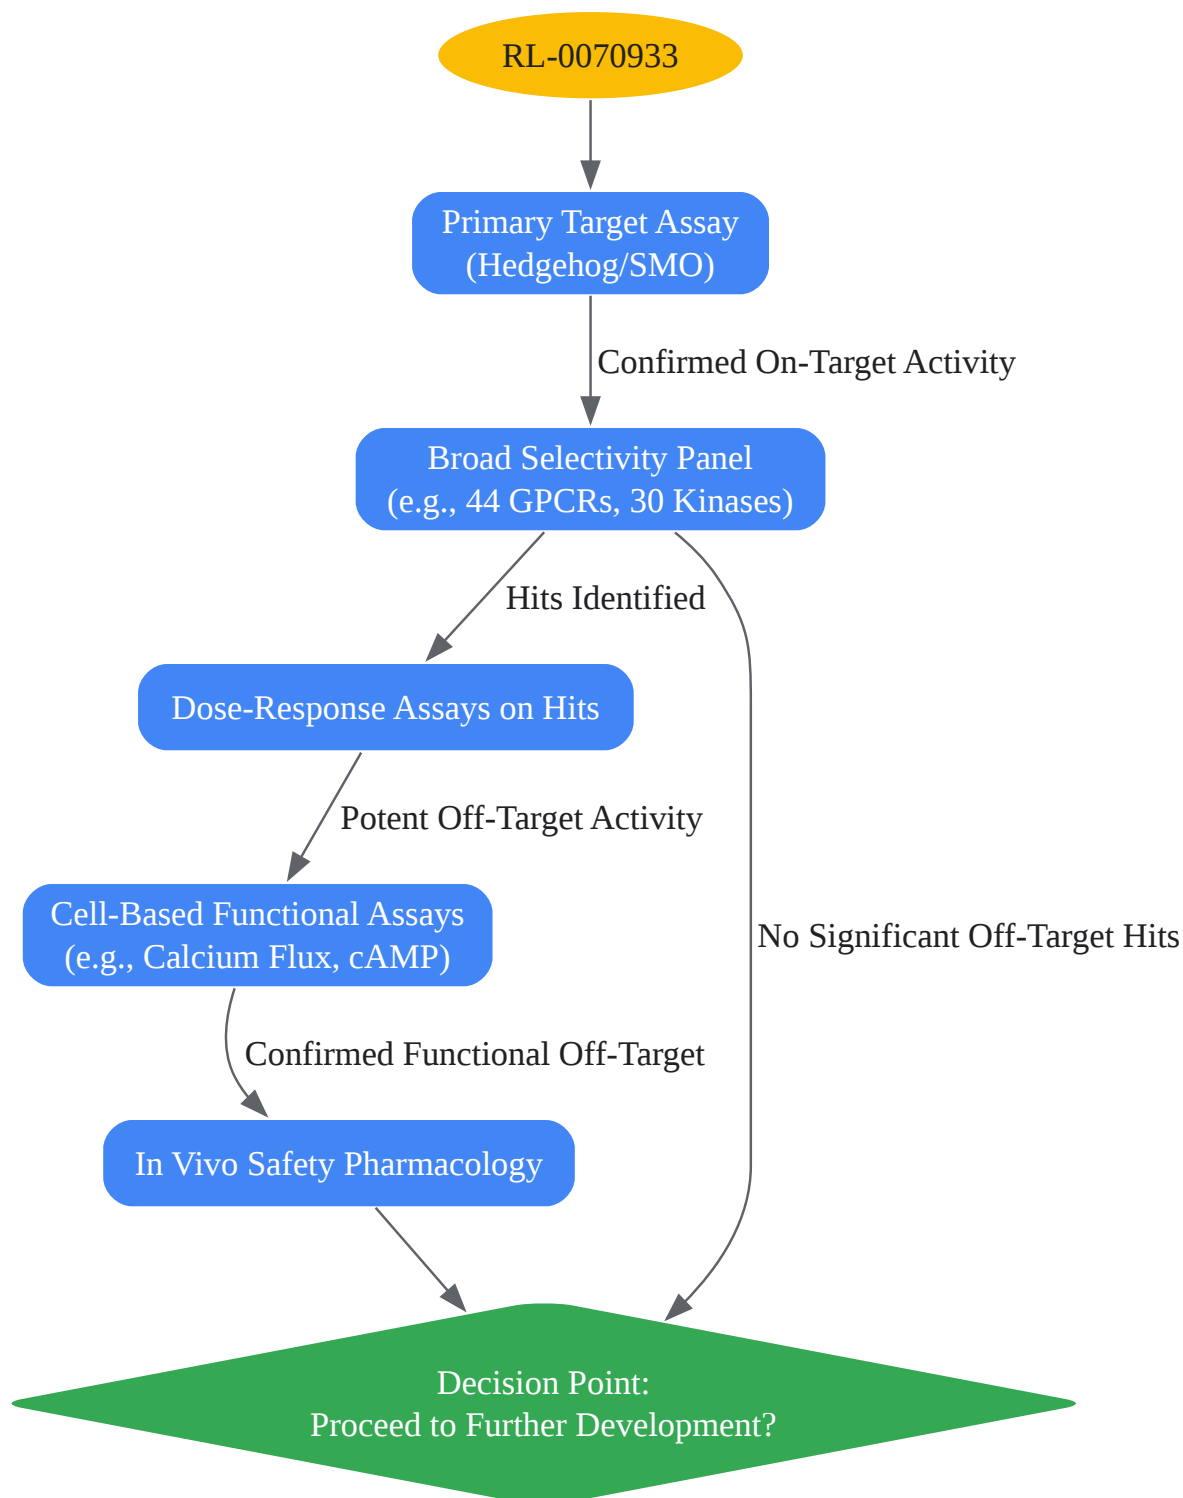 RL-0070933
Primary Target Assay
(Hedgehog/SMO)
Confirmed On-Target Activity
Broad Selectivity Panel
(e.g., 44 GPCRs, 30 Kinases)
Hits Identified
Dose-Response Assays on Hits
Potent Off-Target Activity
Cell-Based Functional Assays
(e.g., Calcium Flux, cAMP)
No Significant Off-Target Hits
Confirmed Functional Off-Target
In Vivo Safety Pharmacology
Decision Point:
Proceed to Further Development?